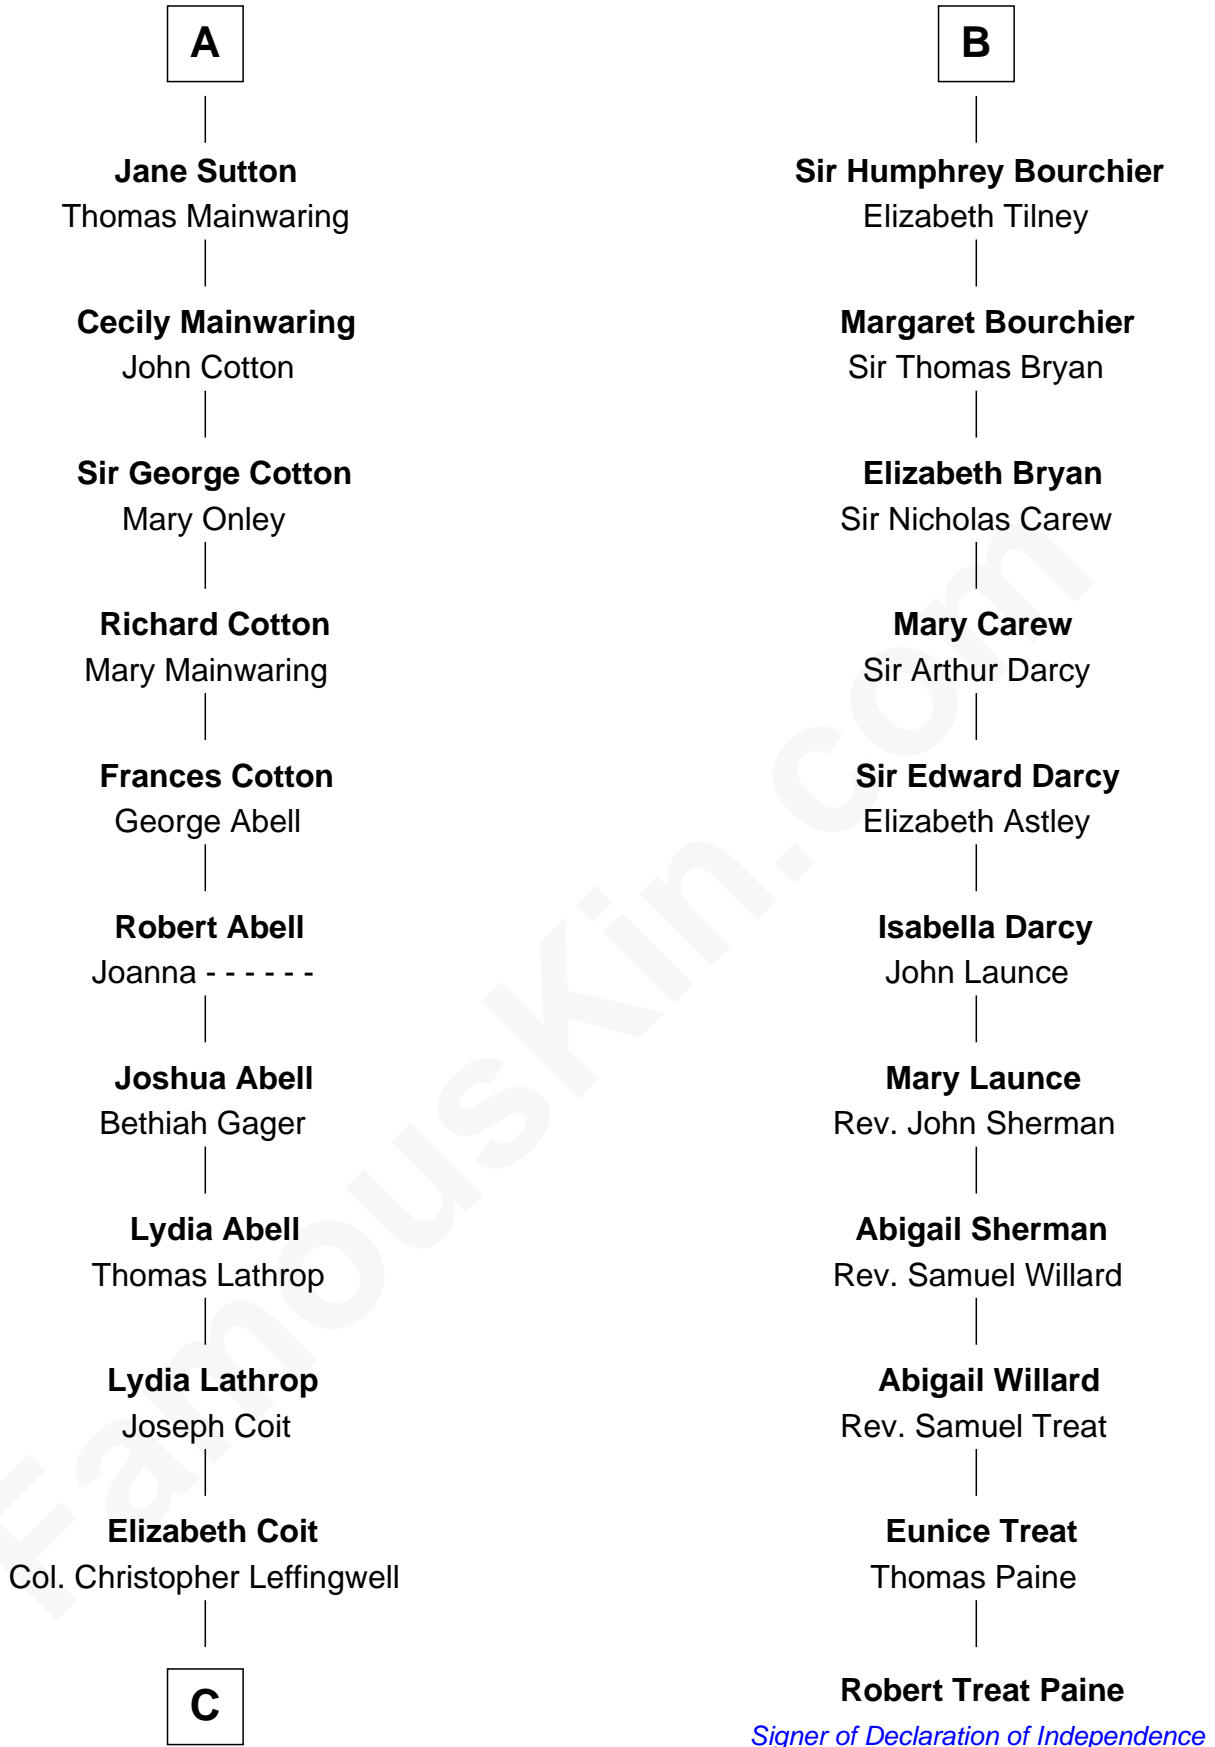 A
Jane Sutton
Thomas Mainwaring
Cecily Mainwaring
John Cotton
Sir George Cotton
Mary Onley
Richard Cotton
Mary Mainwaring
Frances Cotton
George Abell
Robert Abell
Joanna - - - - - -
Joshua Abell
Bethiah Gager
Lydia Abell
Thomas Lathrop
Lydia Lathrop
Joseph Coit
Elizabeth Coit
Col. Christopher Leffingwell
C
B
Sir Humphrey Bourchier
Elizabeth Tilney
Margaret Bourchier
Sir Thomas Bryan
Elizabeth Bryan
Sir Nicholas Carew
Mary Carew
Sir Arthur Darcy
Sir Edward Darcy
Elizabeth Astley
Isabella Darcy
John Launce
Mary Launce
Rev. John Sherman
Abigail Sherman
Rev. Samuel Willard
Abigail Willard
Rev. Samuel Treat
Eunice Treat
Thomas Paine
Robert Treat Paine
Signer of Declaration of Independence
FamousKin.com